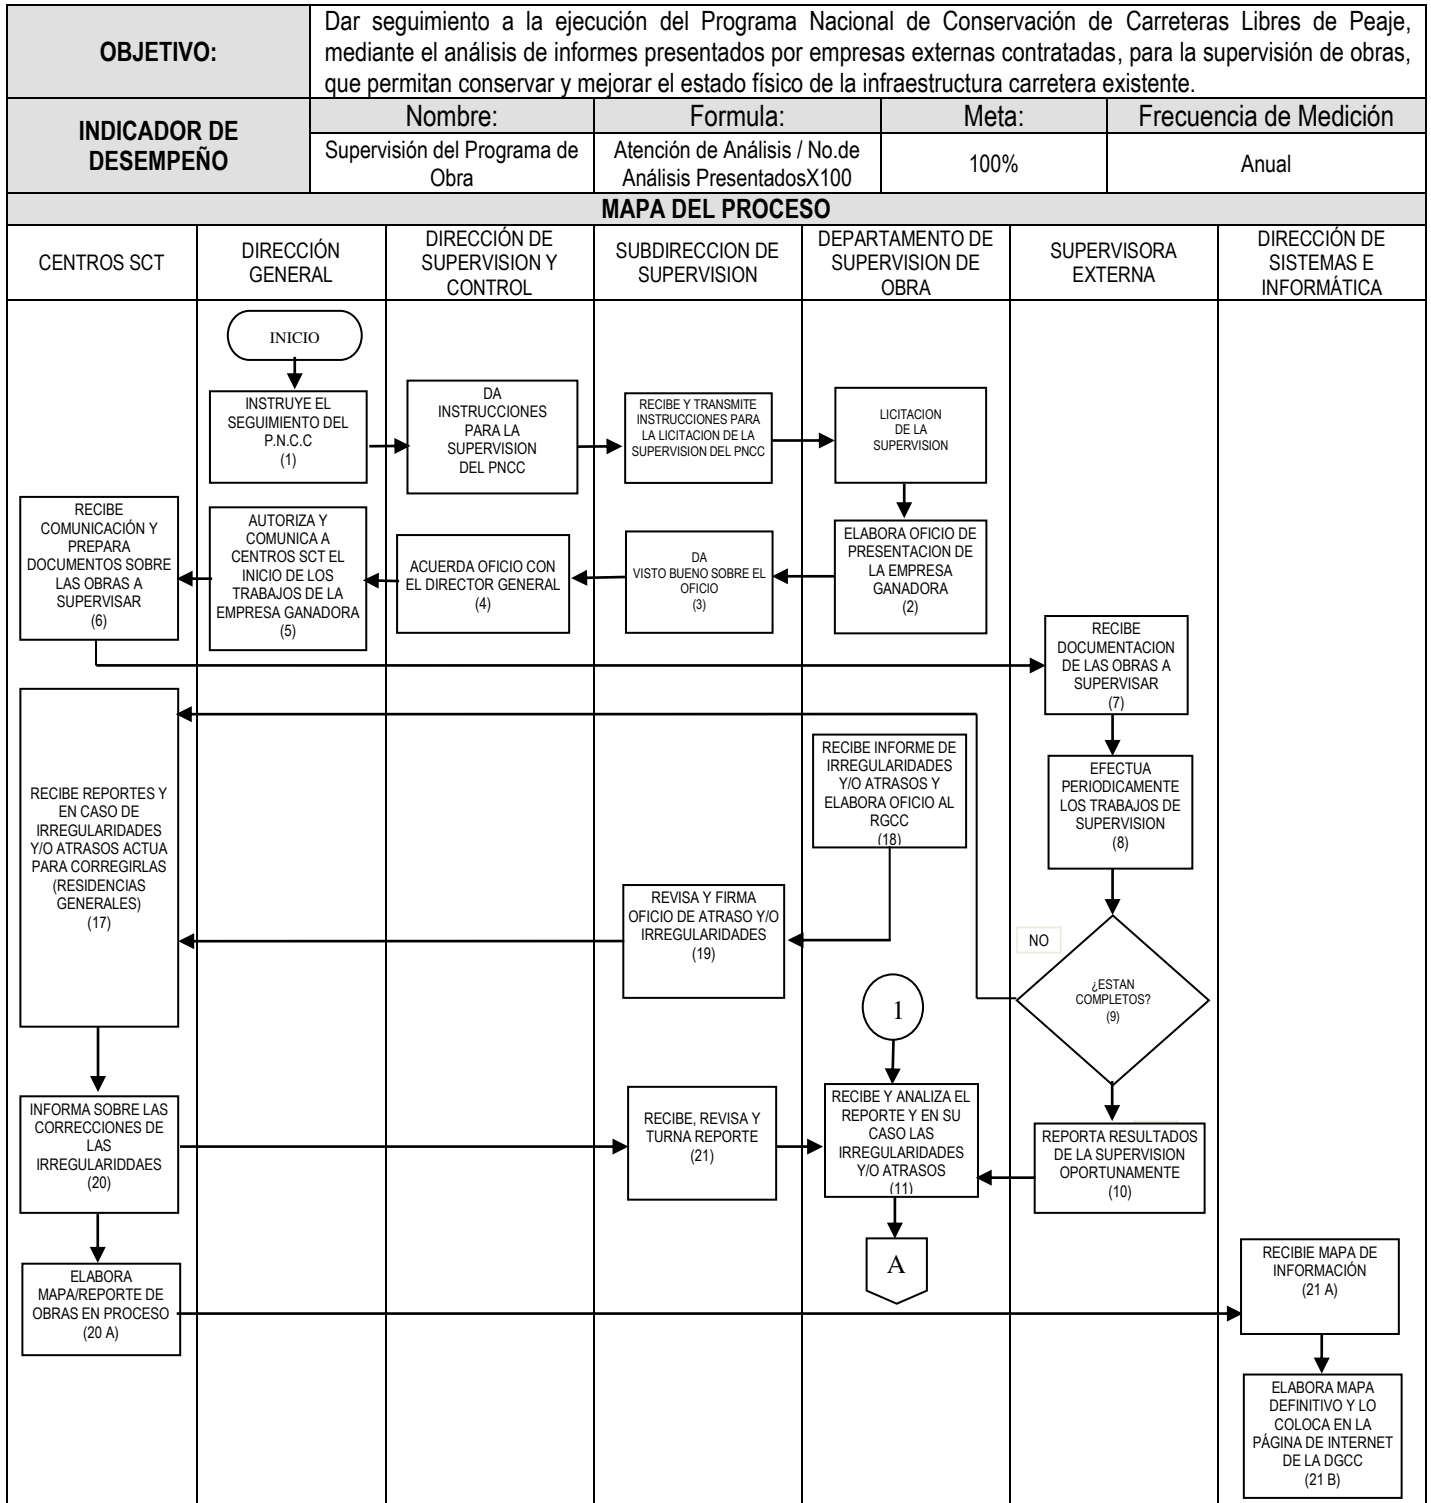 OBJETIVO:
Dar seguimiento a la ejecución del Programa Nacional de Conservación de Carreteras Libres de Peaje,
mediante el análisis de informes presentados por empresas externas contratadas, para la supervisión de obras,
que permitan conservar y mejorar el estado físico de la infraestructura carretera existente.
INDICADOR DE
DESEMPEÑO
Nombre:
Formula:
Meta:
Frecuencia de Medición
Supervisión del Programa de
Obra
Atención de Análisis / No.de
Análisis PresentadosX100
100%
Anual
MAPA DEL PROCESO
CENTROS SCT
DIRECCIÓN
GENERAL
DIRECCIÓN DE
SUPERVISION Y
CONTROL
SUBDIRECCION DE
SUPERVISION
DEPARTAMENTO DE
SUPERVISION DE
OBRA
SUPERVISORA
EXTERNA
DIRECCIÓN DE
SISTEMAS E
INFORMÁTICA
INICIO
INSTRUYE EL
SEGUIMIENTO DEL
P.N.C.C
(1)
DA
INSTRUCCIONES
PARA LA
SUPERVISION
DEL PNCC
RECIBE Y TRANSMITE
INSTRUCCIONES PARA
LA LICITACION DE LA
SUPERVISION DEL PNCC
LICITACION
DE LA
SUPERVISION
RECIBE
COMUNICACIÓN Y
PREPARA
DOCUMENTOS SOBRE
LAS OBRAS A
SUPERVISAR
(6)
AUTORIZA Y
COMUNICA A
CENTROS SCT EL
INICIO DE LOS
TRABAJOS DE LA
EMPRESA GANADORA
(5)
ACUERDA OFICIO CON
EL DIRECTOR GENERAL
(4)
DA
VISTO BUENO SOBRE EL
OFICIO
(3)
ELABORA OFICIO DE
PRESENTACION DE
LA EMPRESA
GANADORA
(2)
RECIBE
DOCUMENTACION
DE LAS OBRAS A
SUPERVISAR
(7)
RECIBE REPORTES Y
EN CASO DE
IRREGULARIDADES
Y/O ATRASOS ACTUA
PARA CORREGIRLAS
(RESIDENCIAS
GENERALES)
(17)
RECIBE INFORME DE
IRREGULARIDADES
Y/O ATRASOS Y
ELABORA OFICIO AL
RGCC
(18)
EFECTUA
PERIODICAMENTE
LOS TRABAJOS DE
SUPERVISION
(8)
REVISA Y FIRMA
OFICIO DE ATRASO Y/O
IRREGULARIDADES
(19)
NO
¿ESTAN
COMPLETOS?
(9)
1
INFORMA SOBRE LAS
CORRECCIONES DE
LAS
IRREGULARIDDAES
(20)
RECIBE, REVISA Y
TURNA REPORTE
(21)
RECIBE Y ANALIZA EL
REPORTE Y EN SU
CASO LAS
IRREGULARIDADES
Y/O ATRASOS
(11)
REPORTA RESULTADOS
DE LA SUPERVISION
OPORTUNAMENTE
(10)
A
ELABORA
MAPA/REPORTE DE
OBRAS EN PROCESO
(20 A)
RECIBIE MAPA DE
INFORMACIÓN
(21 A)
ELABORA MAPA
DEFINITIVO Y LO
COLOCA EN LA
PÁGINA DE INTERNET
DE LA DGCC
(21 B)